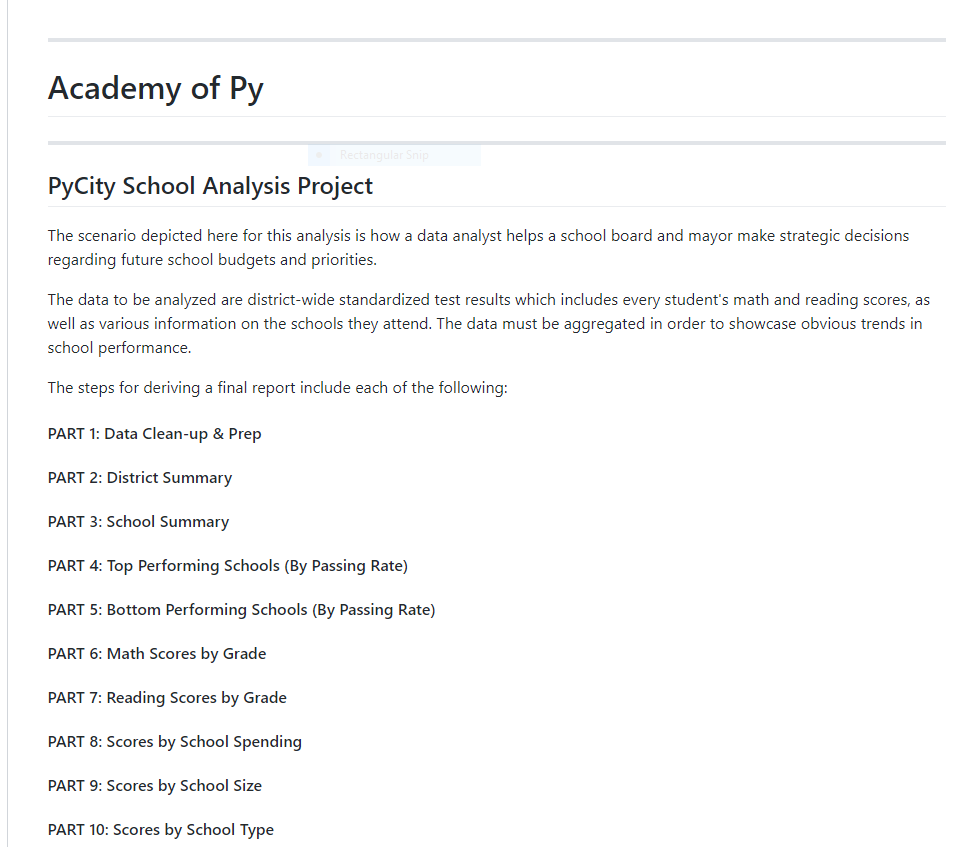 Academy of Py
Rectangular Snip
PyCity School Analysis Project
The scenario depicted here for this analysis is how a data analyst helps a school board and mayor make strategic decisions
regarding future school budgets and priorities.
The data to be analyzed are district-wide standardized test results which includes every student's math and reading scores, as
well as various information on the schools they attend. The data must be aggregated in order to showcase obvious trends in
school performance.
The steps for deriving a final report include each of the following:
PART 1: Data Clean-up & Prep
PART 2: District Summary
PART 3: School Summary
PART 4: Top Performing Schools (By Passing Rate)
PART 5: Bottom Performing Schools (By Passing Rate)
PART 6: Math Scores by Grade
PART 7: Reading Scores by Grade
PART 8: Scores by School Spending
PART 9: Scores by School Size
PART 10: Scores by School Type